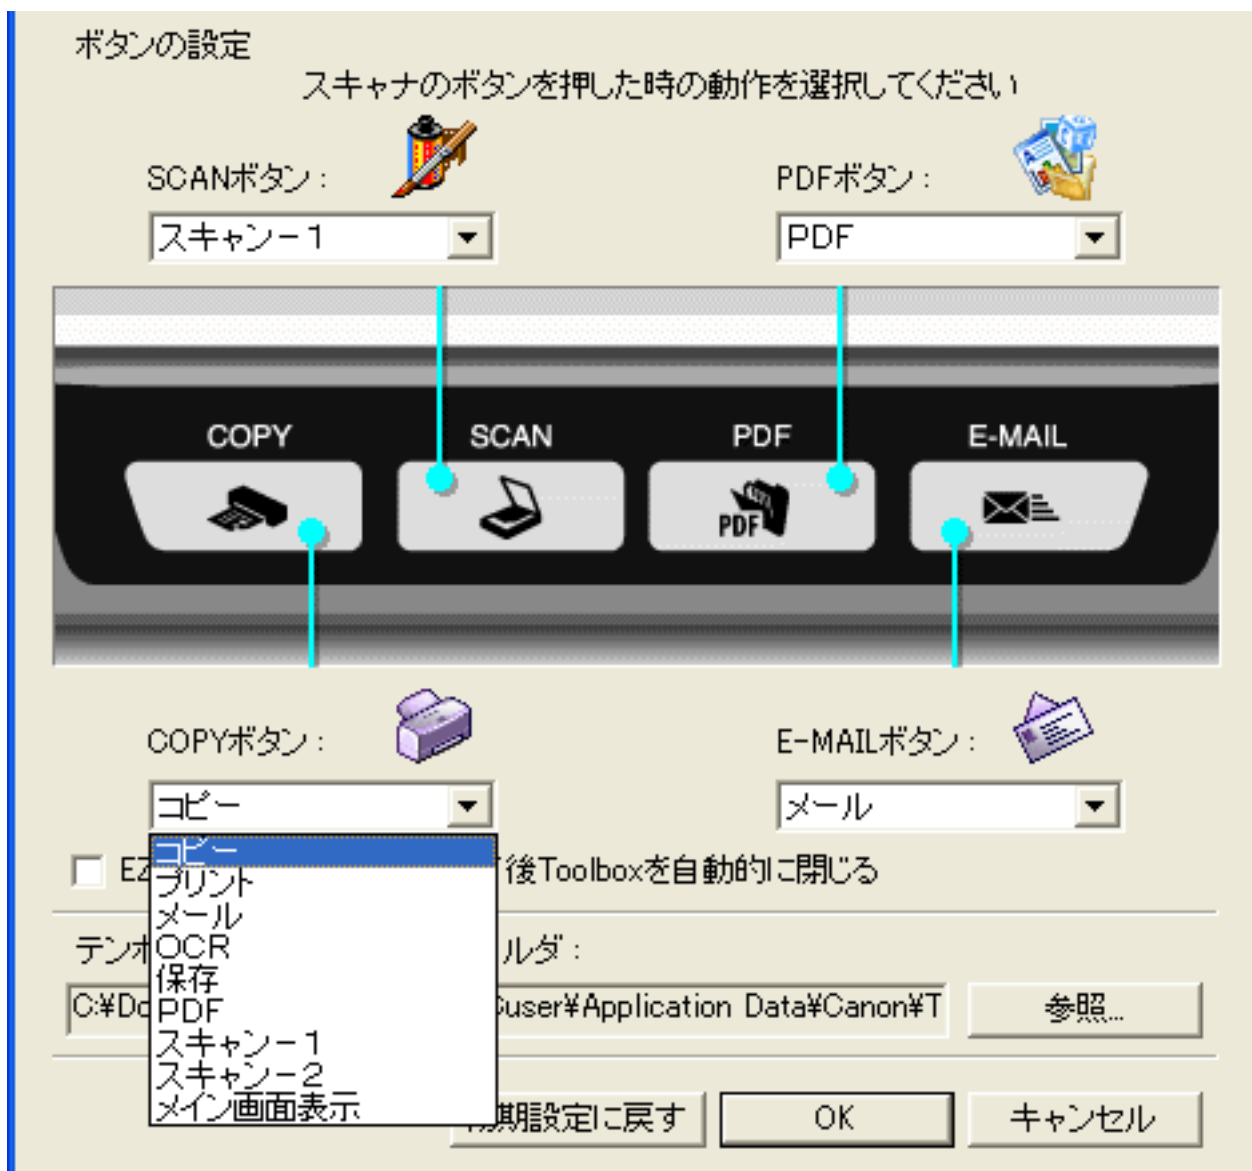 ボタンの設定
スキャナのボタンを押した時の動作を選択してください
SCANボタン：
PDFボタン：
スキャンー１
ＰＤＦ
COPY SCAN PDF E-MAIL
PDF
COPYボタン：
E-MAILボタン：
コピー
メール
コピー
プリント
メール
ＯＣＲ
保存
ＰＤＦ
スキャンー１
スキャンー２
メイン画面表示
EZ
後Toolboxを自動的に閉じる
テンポ
ルダ：
C:¥Do
user¥Application Data¥Canon¥T
参照...
期設定に戻す
OK
キャンセル